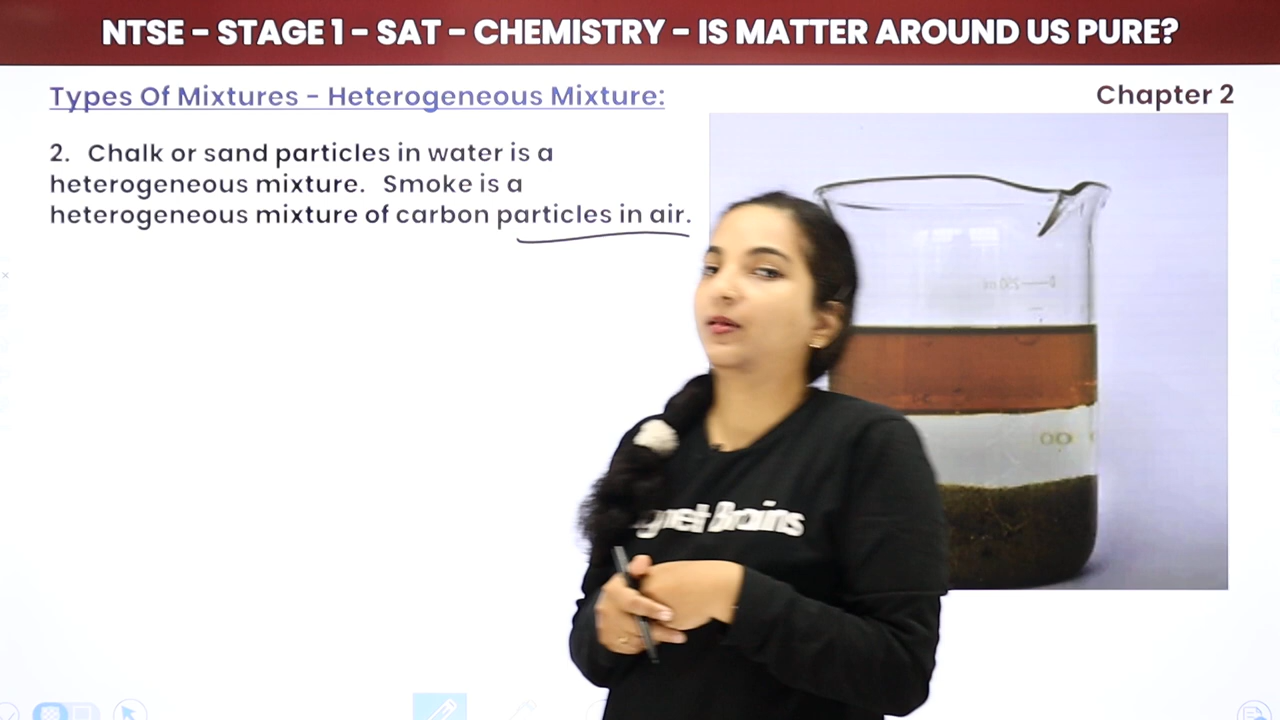 NTSE – STAGE 1 – SAT – CHEMISTRY – IS MATTER AROUND US PURE?
Types Of Mixtures – Heterogeneous Mixture:
Chapter 2
2. Chalk or sand particles in water is a
heterogeneous mixture. Smoke is a
heterogeneous mixture of carbon particles in air.
Brains